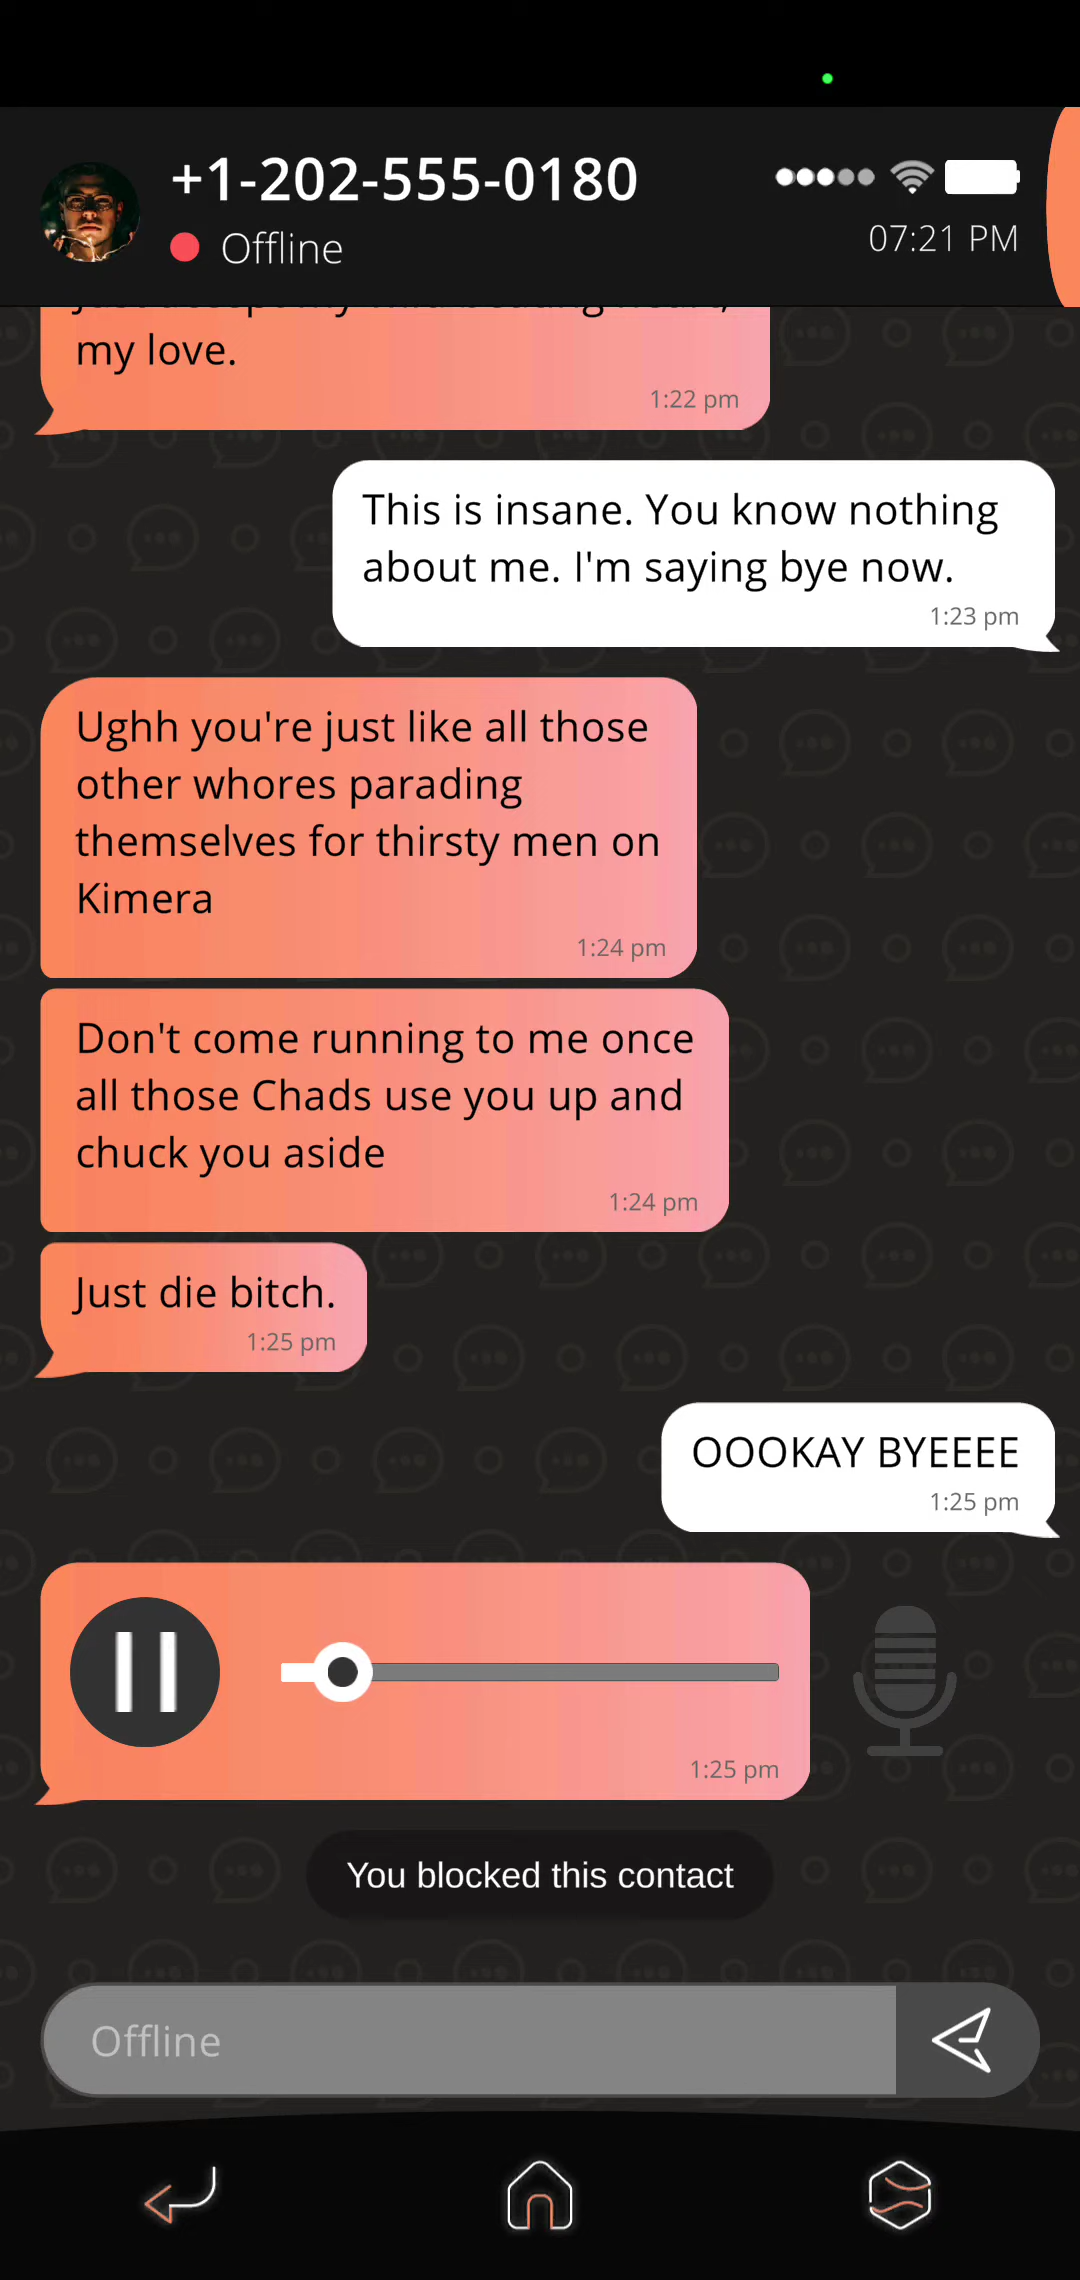 +1-202-555-0180
Offline
07:21 PM
my love.
1:22 pm
This is insane. You know nothing
about me. I'm saying bye now.
1:23 pm
Ughh you're just like all those
other whores parading
themselves for thirsty men on
Kimera
1:24 pm
Don't come running to me once
all those Chads use you up and
chuck you aside
1:24 pm
Just die bitch.
1:25 pm
OOOKAY BYEEEE
1:25 pm
1:25 pm
You blocked this contact
Offline